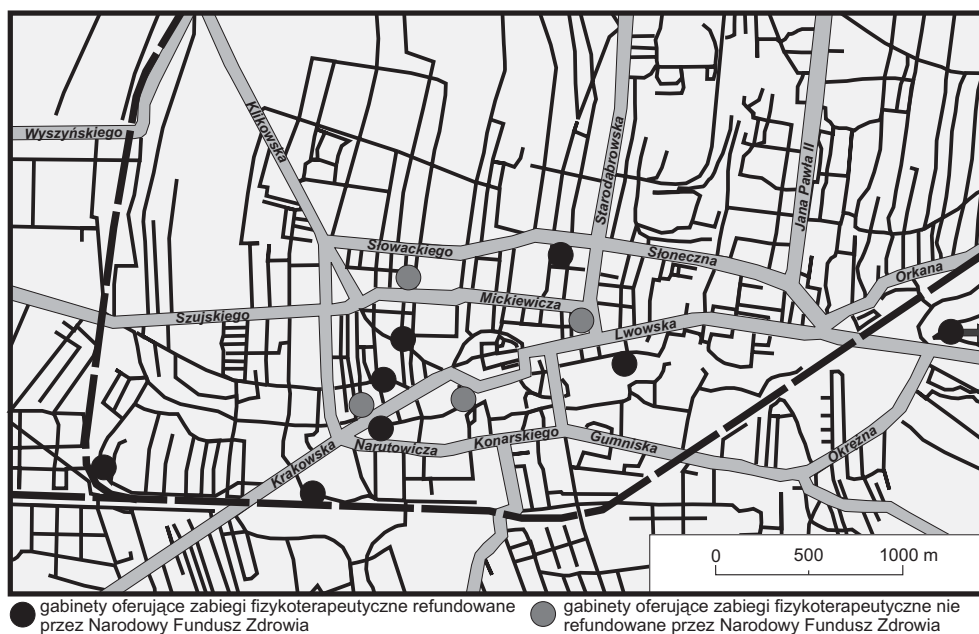 Wyszyńskiego
Klikowska
Starodąbrowska
Jana Pawła II
Słowackiego
Słoneczna
Orkana
Mickiewicza
Szujskiego
Lwowska
Krakowska
Narutowicza
Konarskiego
Gumniska
Okrężna
0 500 1000 m
gabinety oferujące zabiegi fizykoterapeutyczne refundowane
przez Narodowy Fundusz Zdrowia
gabinety oferujące zabiegi fizykoterapeutyczne nie
refundowane przez Narodowy Fundusz Zdrowia